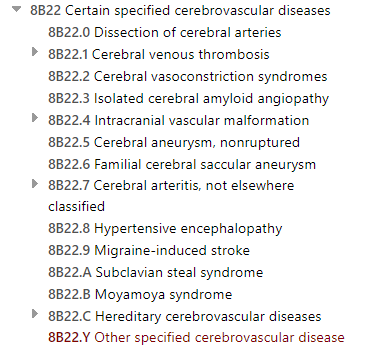 8B22 Certain specified cerebrovascular diseases
8B22.0 Dissection of cerebral arteries
8B22.1 Cerebral venous thrombosis
8B22.2 Cerebral vasoconstriction syndromes
8B22.3 Isolated cerebral amyloid angiopathy
8B22.4 Intracranial vascular malformation
8B22.5 Cerebral aneurysm, nonruptured
8B22.6 Familial cerebral saccular aneurysm
8B22.7 Cerebral arteritis, not elsewhere
classified
8B22.8 Hypertensive encephalopathy
8B22.9 Migraine-induced stroke
8B22.A Subclavian steal syndrome
8B22.B Moyamoya syndrome
8B22.C Hereditary cerebrovascular diseases
8B22.Y Other specified cerebrovascular disease